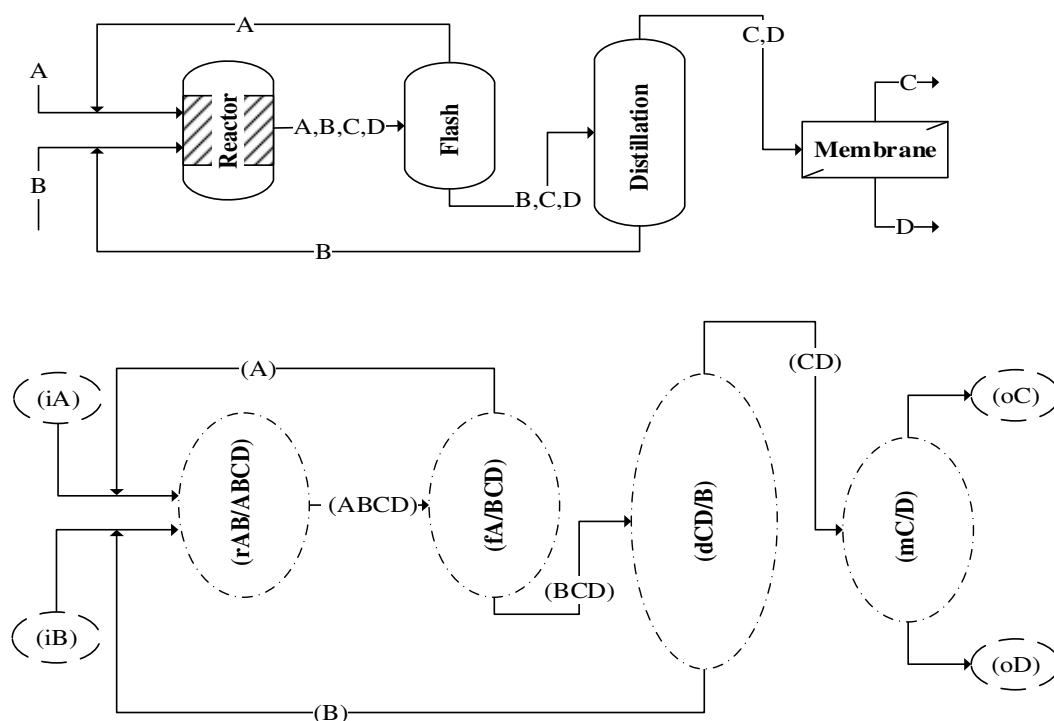 A
A
C,D
A,B,C,D
Reactor
Flash
B,C,D
Distillation
C
Membrane
D
B
B
(A)
(CD)
(iA)
(oC)
(rAB/ABCD)
(ABCD)
(fA/BCD)
(BCD)
(dCD/B)
(mC/D)
(iB)
(oD)
(B)